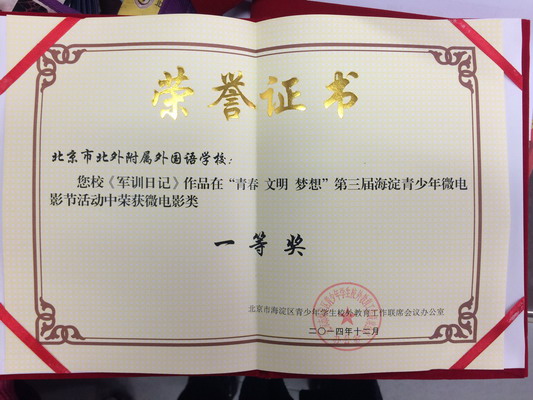 荣誉证书
北京市北外附属外国语学校：
您校《军训日记》作品在“青春 文明 梦想”第三届海淀青少年微电
影节活动中荣获微电影类
一等奖
北京市海淀区青少年学生校外教育工作联席会议办公室
二〇一四年十二月